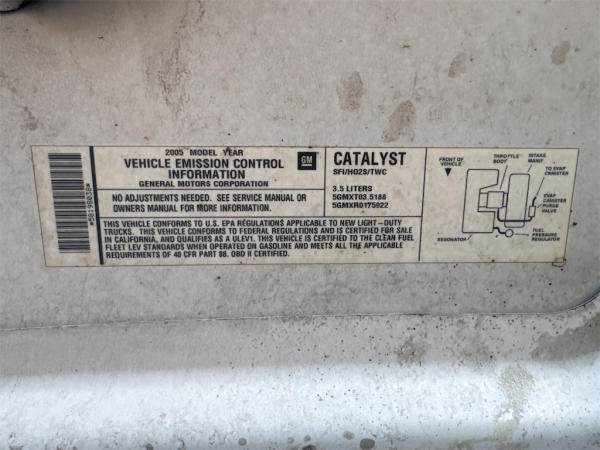 2005 MODEL YEAR
VEHICLE EMISSION CONTROL
INFORMATION
GENERAL MOTORS CORPORATION
GM
NO ADJUSTMENTS NEEDED. SEE SERVICE MANUAL OR
OWNERS MANUAL FOR MORE INFORMATION.
THIS VEHICLE CONFORMS TO U.S. EPA REGULATIONS APPLICABLE TO NEW LIGHT-DUTY
TRUCKS. THIS VEHICLE CONFORMS TO FEDERAL REGULATIONS AND IS CERTIFIED FOR SALE
IN CALIFORNIA, AND QUALIFIES AS A ULEV1. THIS VEHICLE IS CERTIFIED TO THE CLEAN FUEL
FLEET LEV STANDARDS WHEN OPERATED ON GASOLINE AND MEETS ALL THE APPLICABLE
REQUIREMENTS OF 40 CFR PART 88. OBD II CERTIFIED.
CATALYST
SFI/HO2S/TWC
3.5 LITERS
5GMXT03.5188
5GMXR0175922
FRONT OF
VEHICLE
THROTTLE
BODY
INTAKE
MANIF
TO EVAP
CANISTER
EVAP
CANISTER
PURGE
VALVE
FUEL
PRESSURE
REGULATOR
RESONATOR